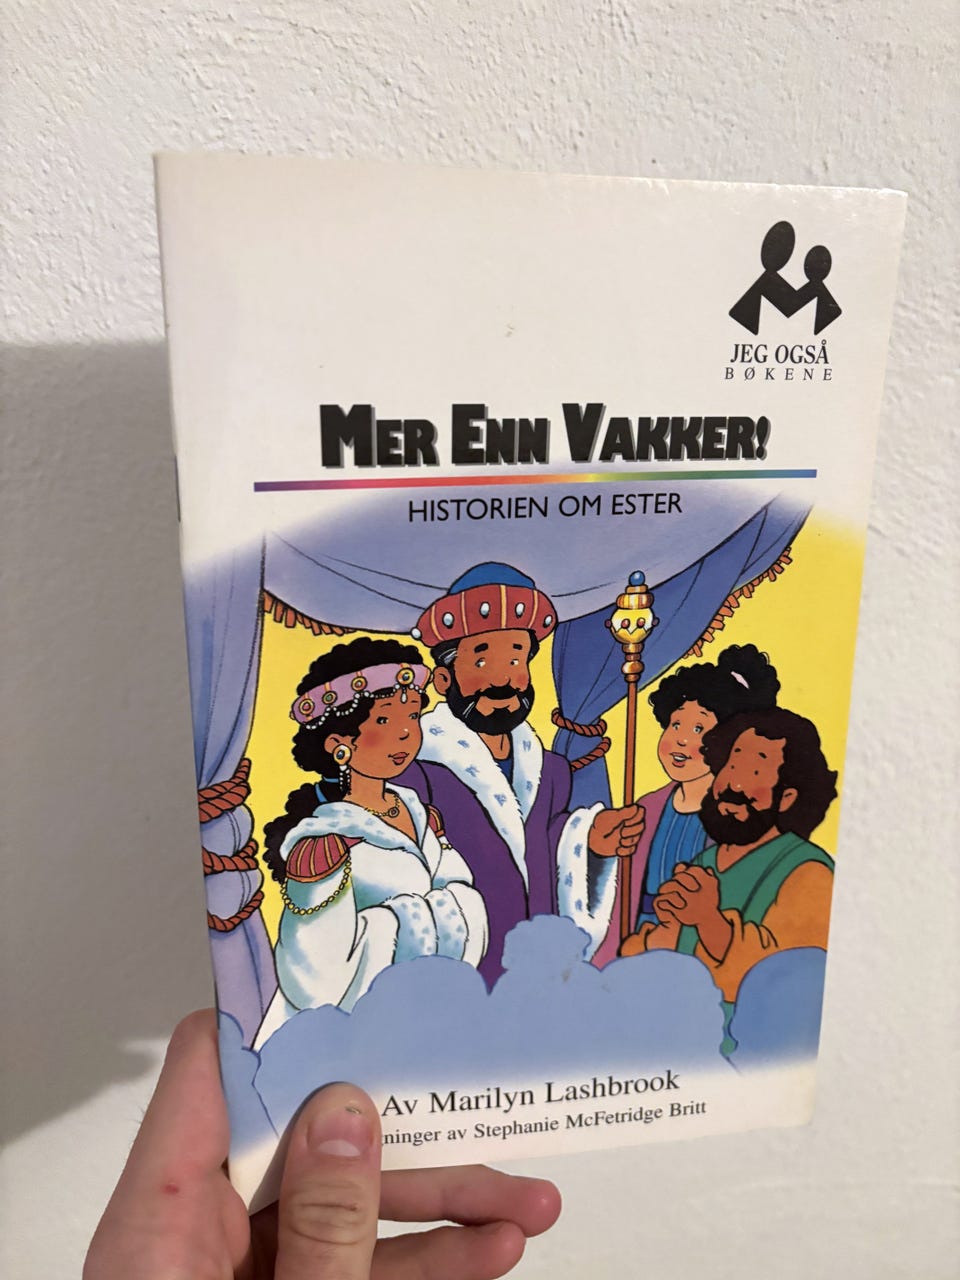 JEG OGSÅ
BØKENE
MER ENN VAKKER!
HISTORIEN OM ESTER
Av Marilyn Lashbrook
av Stephanie McFetridge Britt